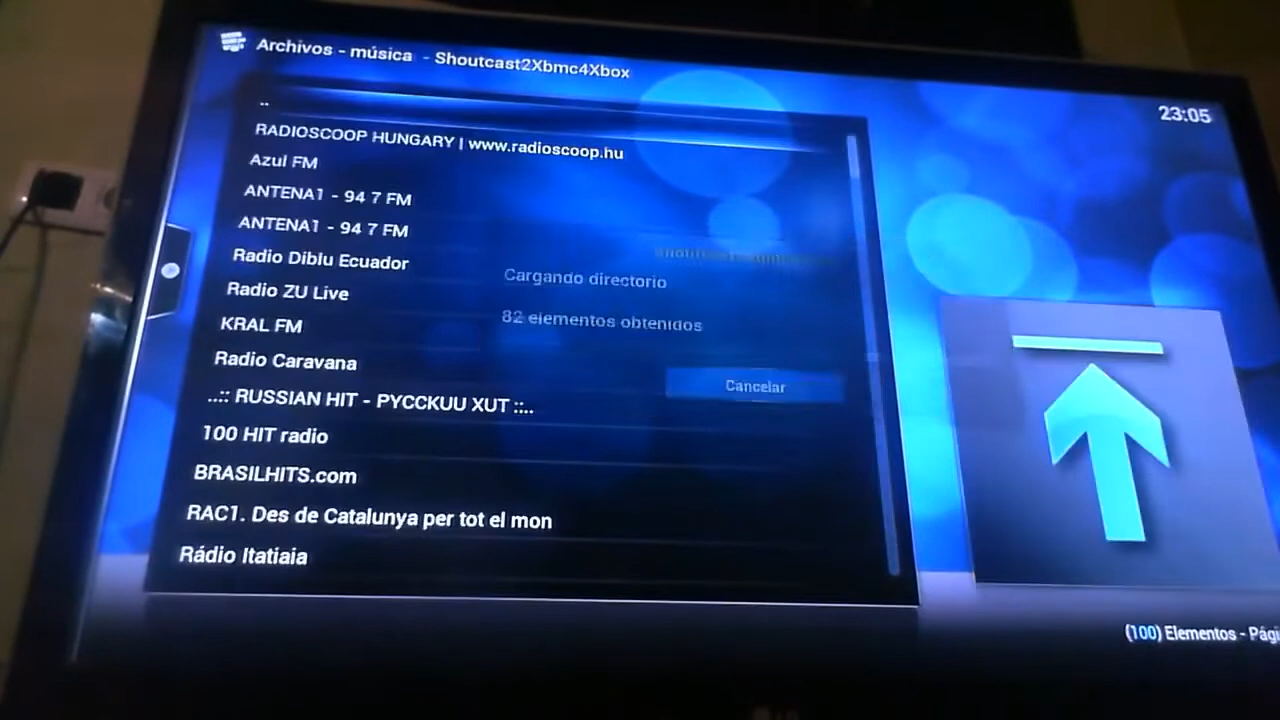 Archivos - música - Shoutcast2Xbmc4Xbox
23:05
..
RADIOSCOOP HUNGARY | www.radioscoop.hu
Azul FM
ANTENA1 - 94 7 FM
ANTENA1 - 94 7 FM
Radio Diblu Ecuador
Radio ZU Live
KRAL FM
Radio Caravana
..:: RUSSIAN HIT - PYCCKUU XUT ::..
100 HIT radio
BRASILHITS.com
RAC1. Des de Catalunya per tot el mon
Rádio Itatiaia
Cargando directorio
82 elementos obtenidos
Cancelar
(100) Elementos - Pági